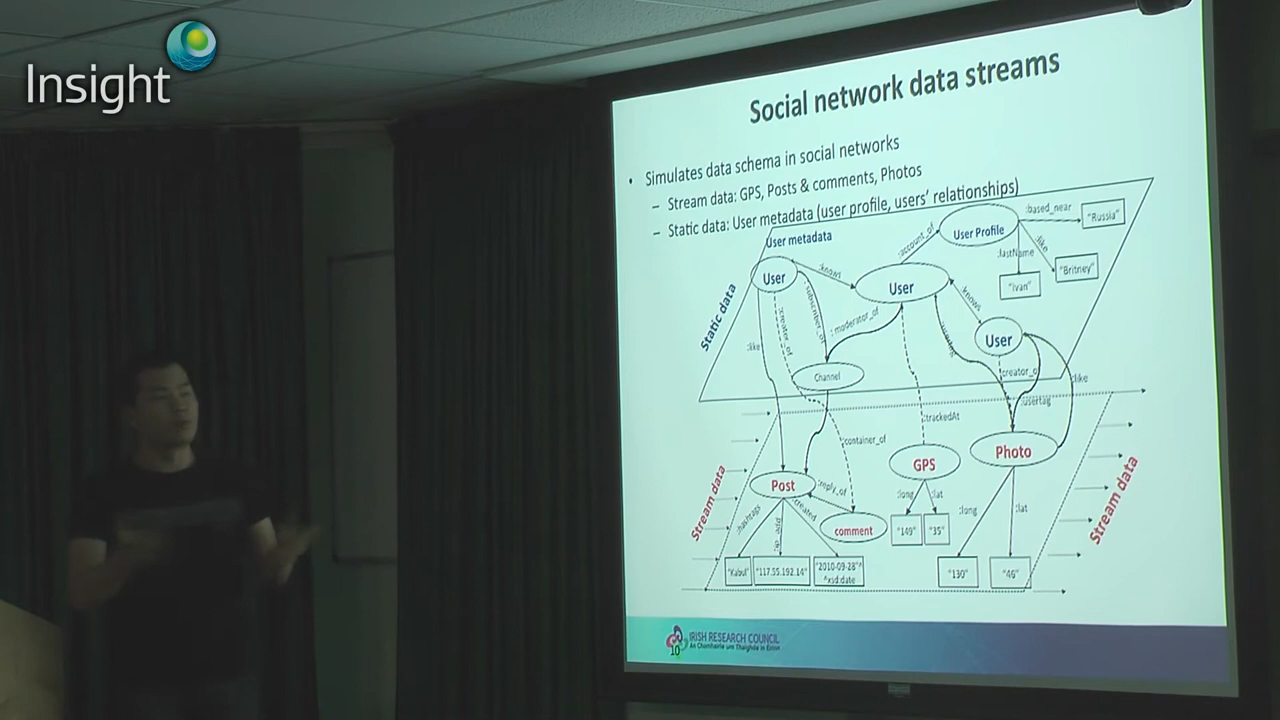 Insight
Social network data streams
• Simulates data schema in social networks
– Stream data: GPS, Posts & comments, Photos
– Static data: User metadata (user profile, users’ relationships)
User metadata
:account_of
User Profile
:based_near
"Russia"
:lastName
:like
"Ivan"
"Britney"
Static data
User
:knows
User
:knows
User
:like
:creator_of
:subscriber_of
:moderator_of
Channel
:creator_of
:like
:usertag
:trackedAt
:container_of
Stream data
Post
:reply_of
comment
GPS
Photo
Stream data
:hashtags
:created
:long
:lat
:long
:lat
"149"
"35"
"Kabul"
"117.55.192.14"
"2010-09-28"^
^xsd:date
"130"
"46"
10
IRISH RESEARCH COUNCIL
An Chomhairle um Thaighde in Éirinn